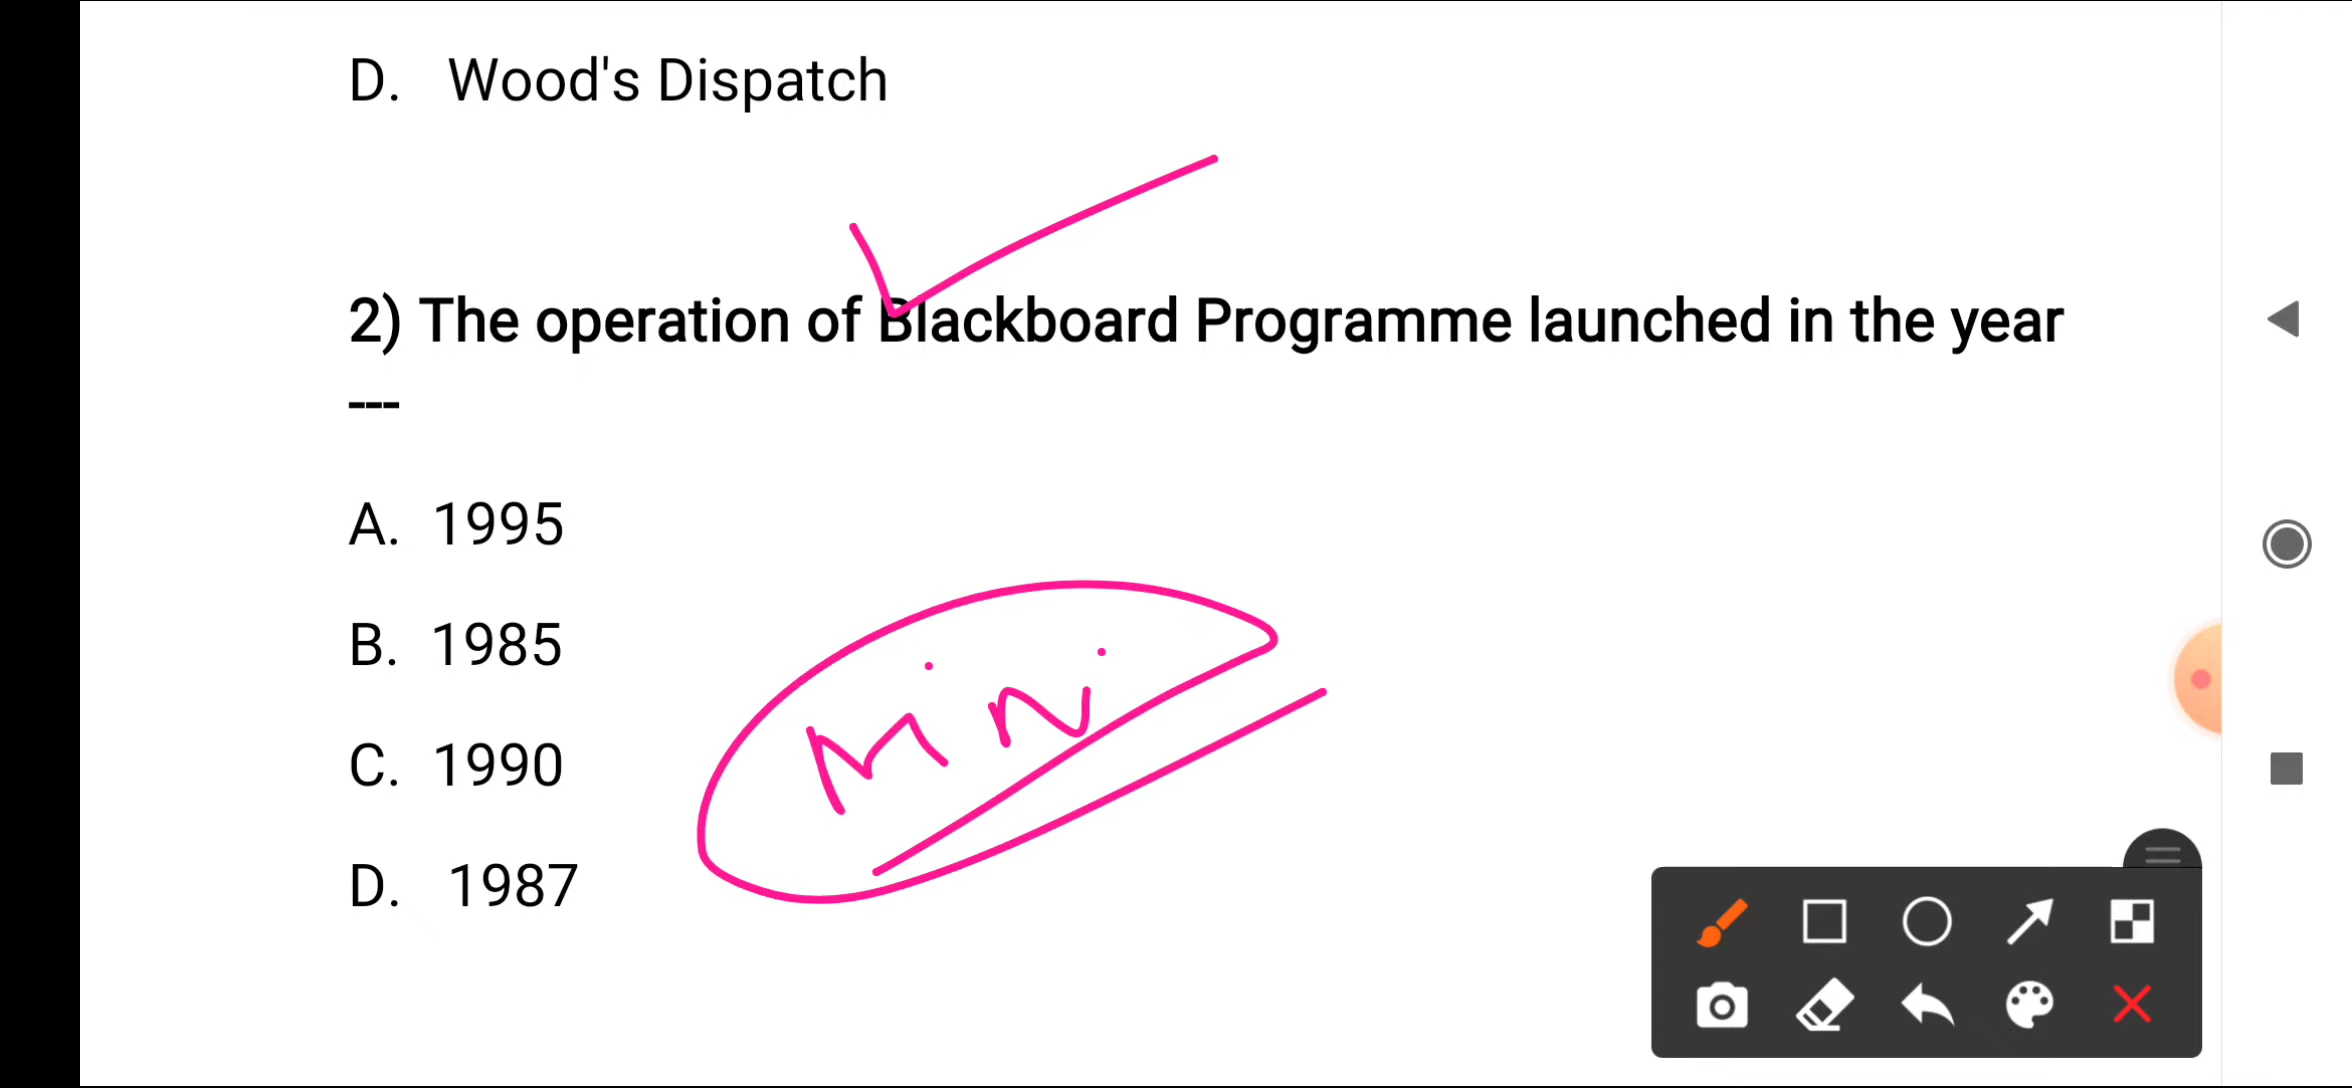 D. Wood's Dispatch
2) The operation of Blackboard Programme launched in the year
---
A. 1995
B. 1985
C. 1990
D. 1987
MiNi